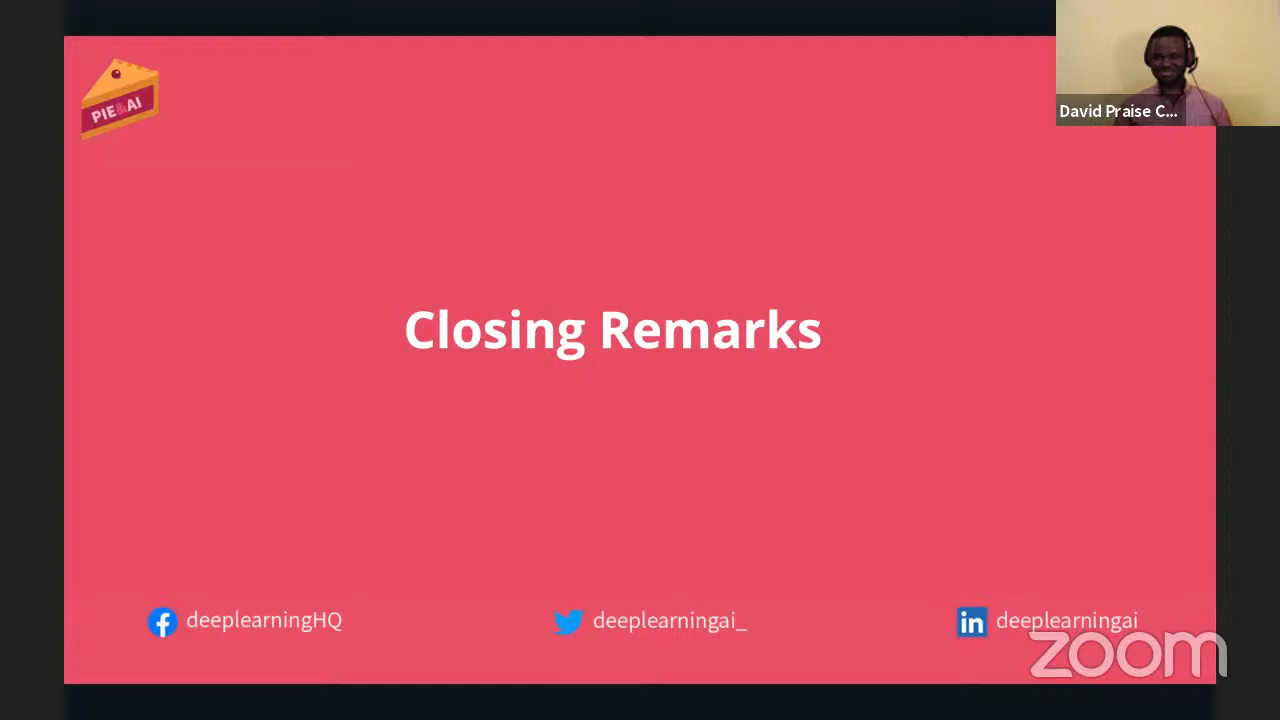 PIE&AI
David Praise C...
Closing Remarks
deeplearningHQ
deeplearningai_
deeplearningai
zoom